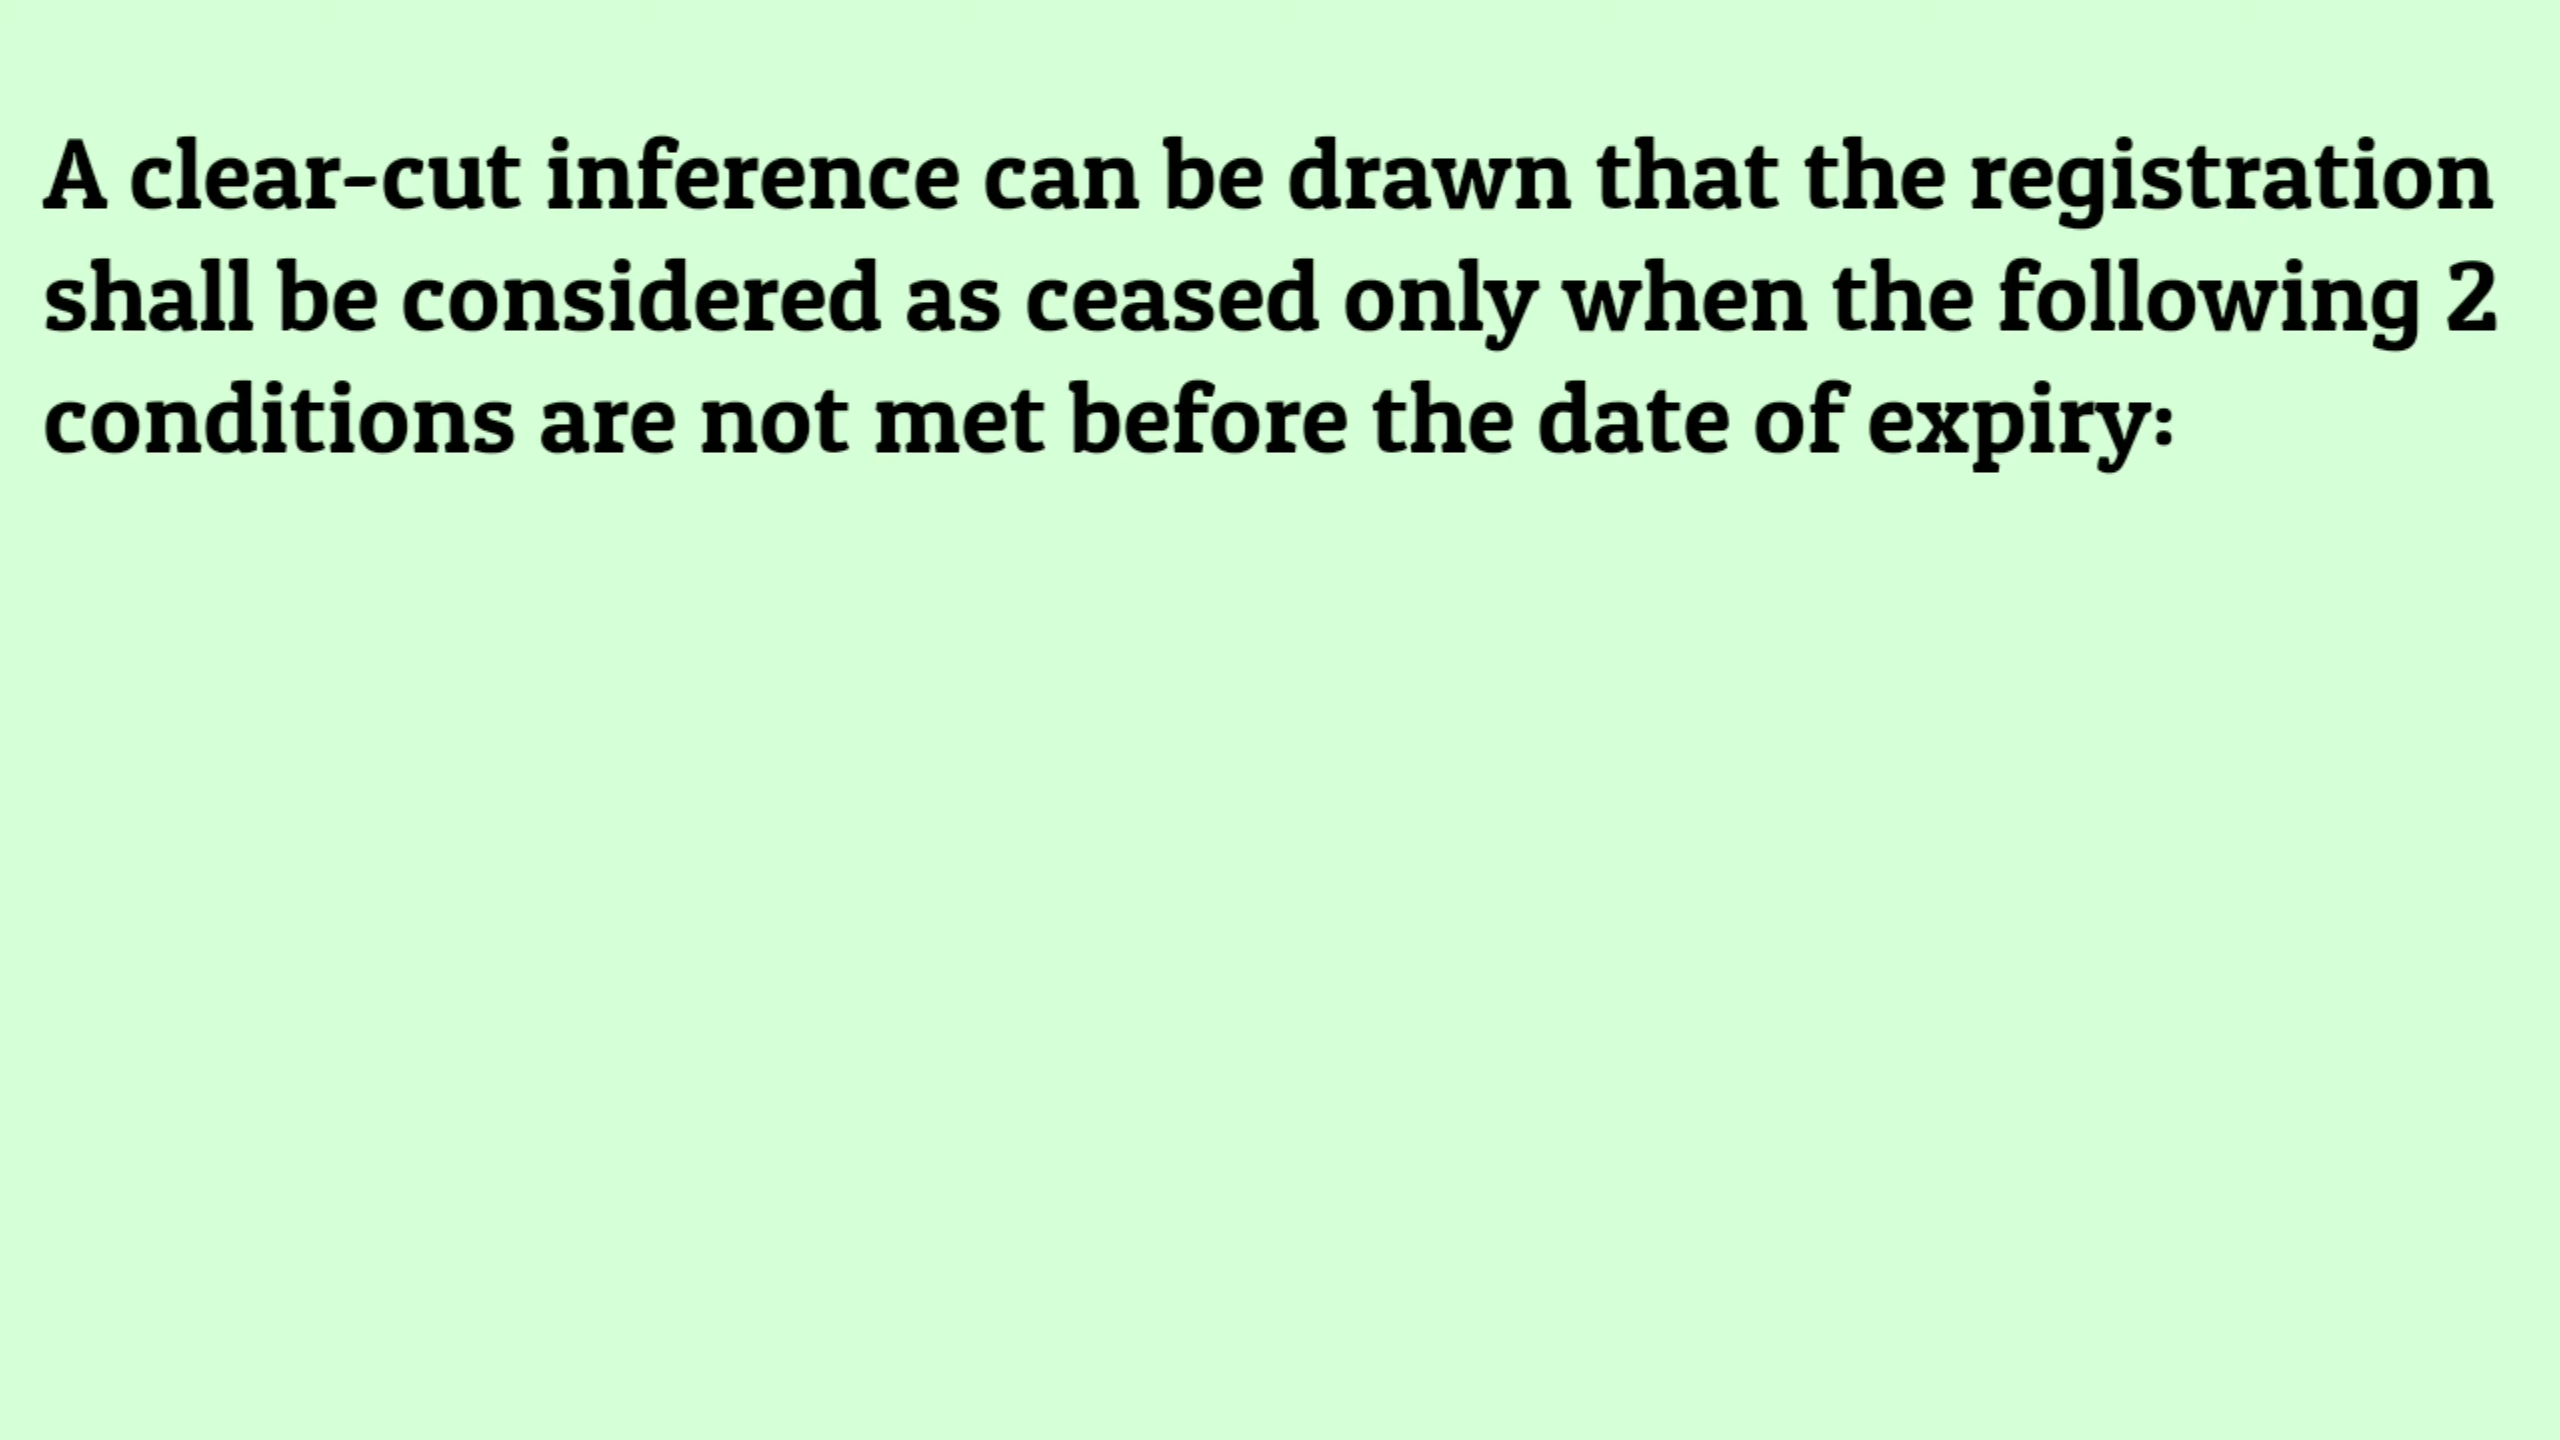 A clear-cut inference can be drawn that the registration
shall be considered as ceased only when the following 2
conditions are not met before the date of expiry: